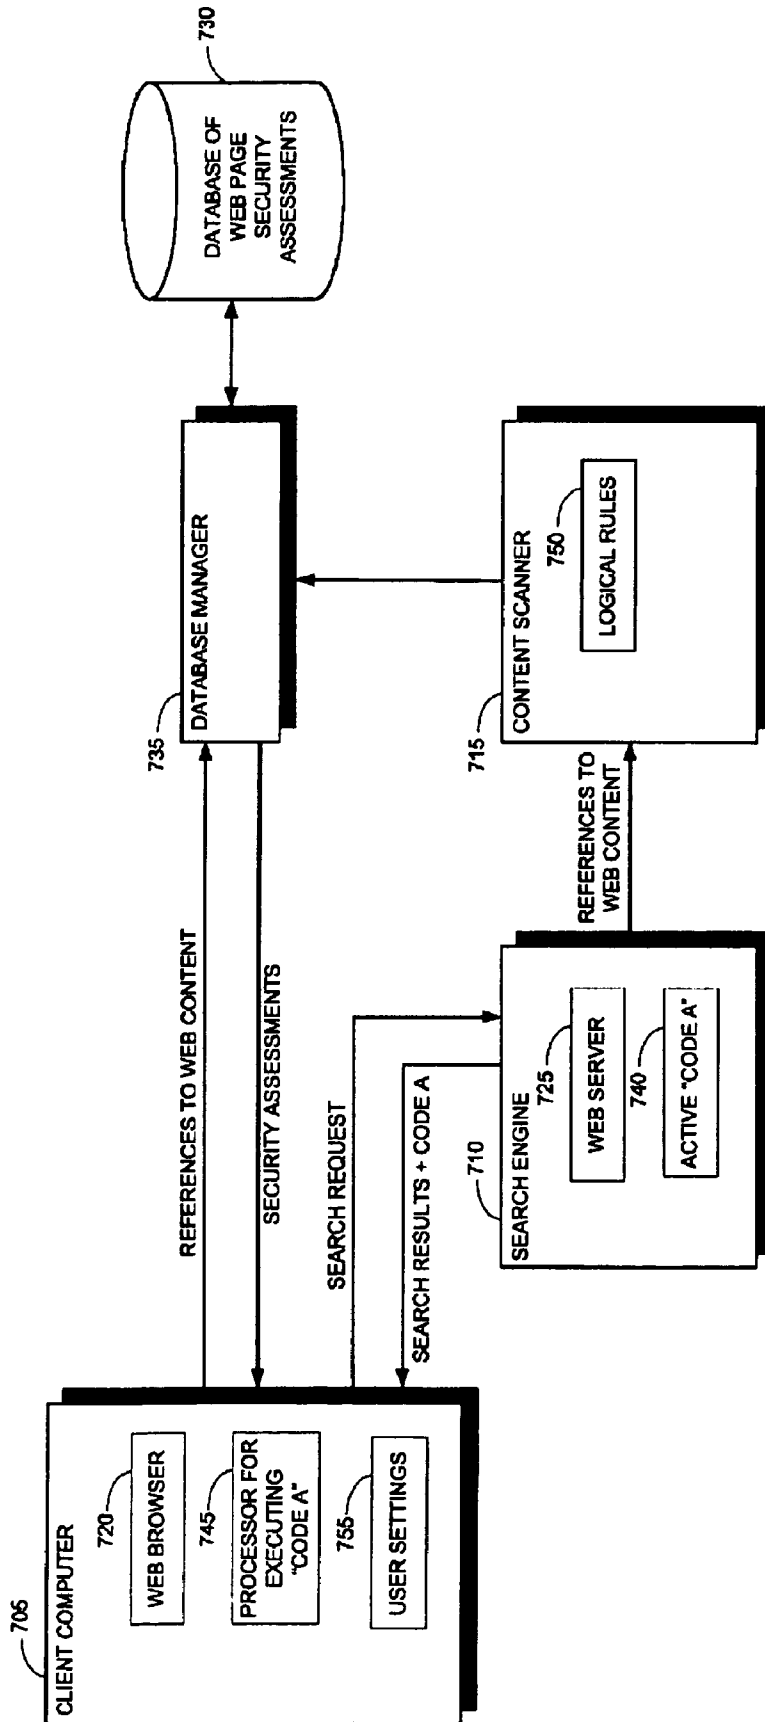 705
CLIENT COMPUTER
720
WEB BROWSER
745
PROCESSOR FOR
EXECUTING
"CODE A"
755
USER SETTINGS
REFERENCES TO WEB CONTENT
SECURITY ASSESSMENTS
SEARCH REQUEST
SEARCH RESULTS + CODE A
735
DATABASE MANAGER
730
DATABASE OF
WEB PAGE
SECURITY
ASSESSMENTS
710
SEARCH ENGINE
725
WEB SERVER
740
ACTIVE "CODE A"
REFERENCES TO
WEB CONTENT
715
CONTENT SCANNER
750
LOGICAL RULES